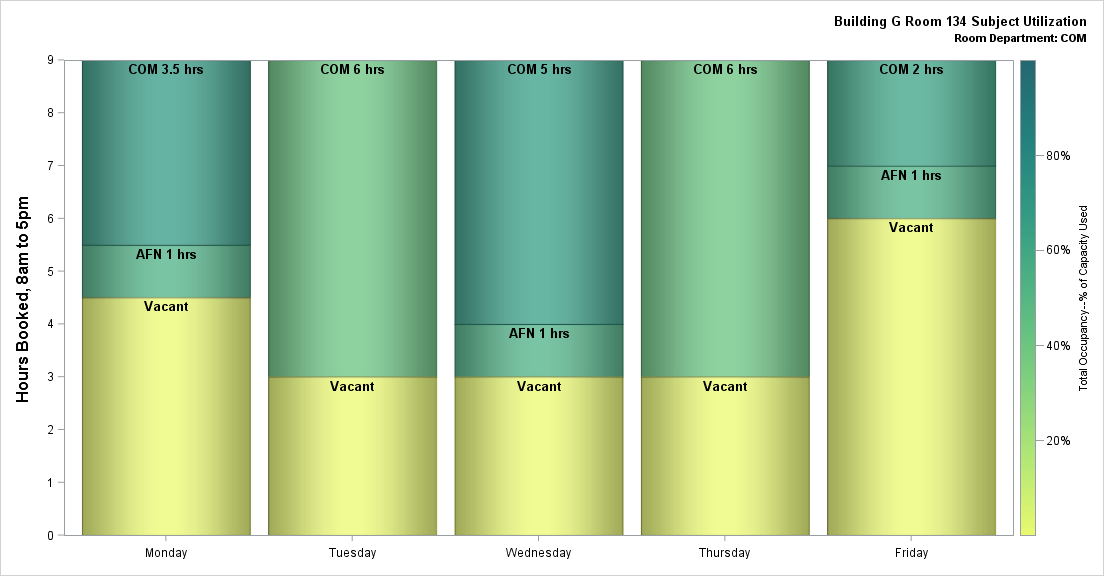 Building G Room 134 Subject Utilization
Room Department: COM
Hours Booked, 8am to 5pm
9
8
7
6
5
4
3
2
1
0
COM 3.5 hrs
AFN 1 hrs
Vacant
COM 6 hrs
Vacant
COM 5 hrs
AFN 1 hrs
Vacant
COM 6 hrs
Vacant
COM 2 hrs
AFN 1 hrs
Vacant
Monday
Tuesday
Wednesday
Thursday
Friday
80%
60%
40%
20%
Total Occupancy--% of Capacity Used